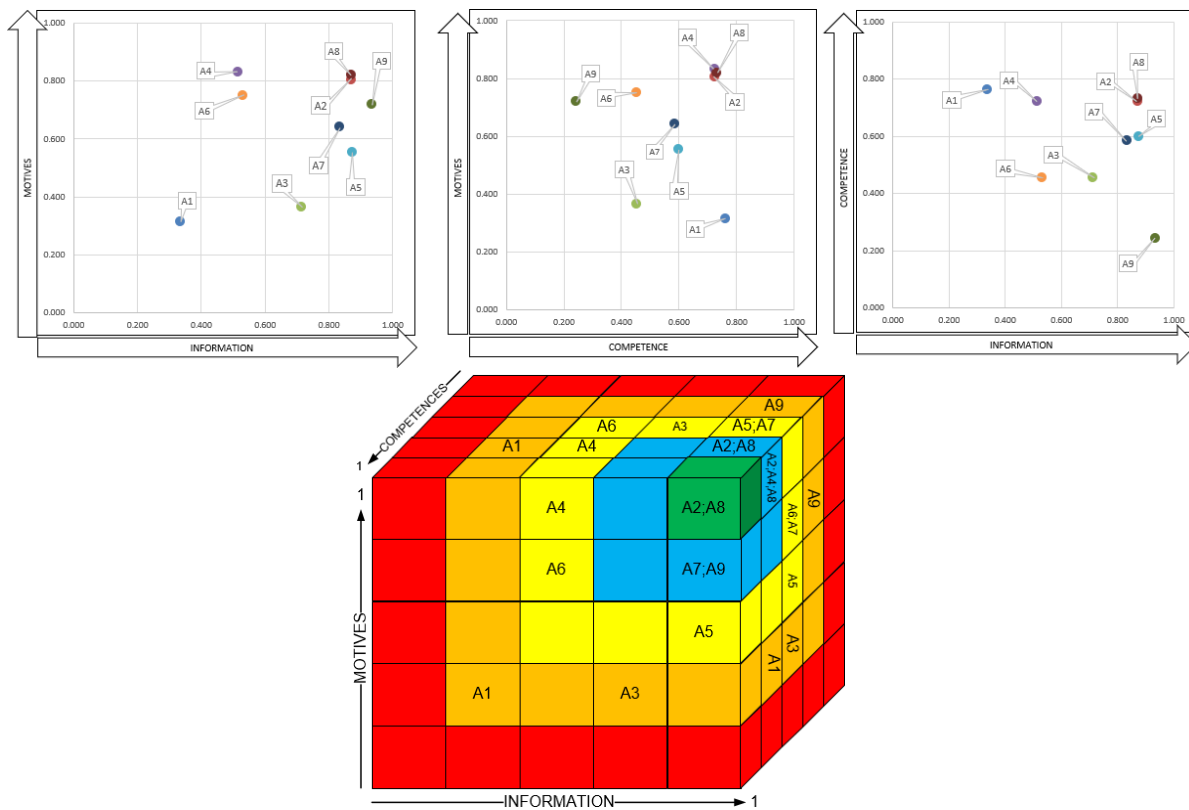 1.000
0.800
0.600
0.400
0.200
0.000
0.000 0.200 0.400 0.600 0.800 1.000
MOTIVES
INFORMATION
A8
A9
A4
A6
A2
A7
A5
A3
A1
1.000
0.800
0.600
0.400
0.200
0.000
0.000 0.200 0.400 0.600 0.800 1.000
MOTIVES
COMPETENCE
A4
A8
A9
A6
A2
A7
A3
A5
A1
1.000
0.800
0.600
0.400
0.200
0.000
0.000 0.200 0.400 0.600 0.800 1.000
COMPETENCE
INFORMATION
A8
A2
A4
A1
A7
A5
A3
A6
A9
COMPETENCES
1
1
MOTIVES
INFORMATION
1
A9
A6 A3 A5;A7
A1 A4 A2;A8
A4 A2;A8
A6 A7;A9
A5
A1 A3
A2;A4;A8
A6;A7
A9
A5
A3
A1